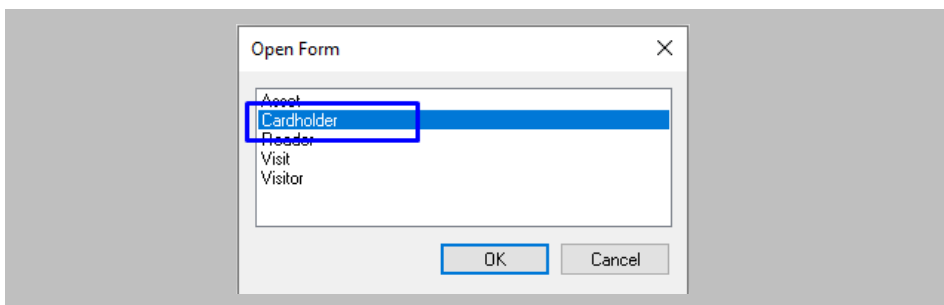 Open Form
Asset
Cardholder
Reader
Visit
Visitor
OK
Cancel